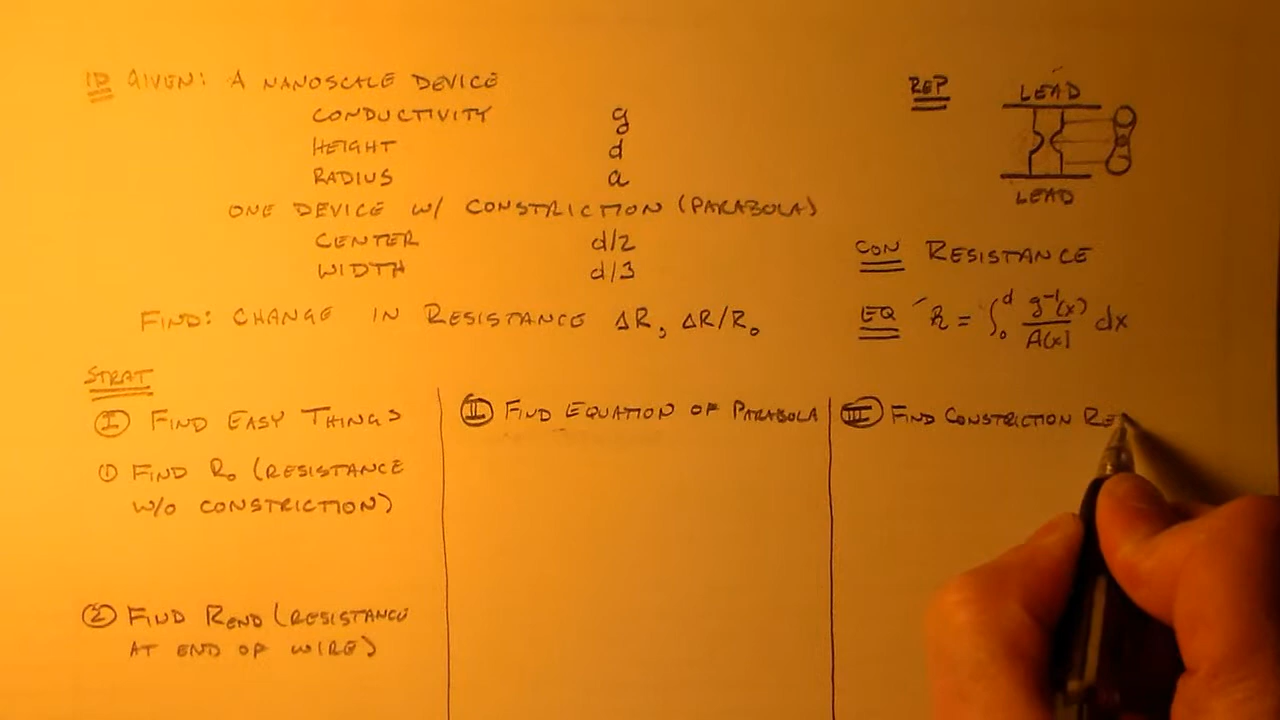 ID GIVEN: A NANOSCALE DEVICE
CONDUCTIVITY g
HEIGHT d
RADIUS a
ONE DEVICE W/ CONSTRICTION (PARABOLA)
CENTER d/2
WIDTH d/3
FIND: CHANGE IN RESISTANCE ΔR, ΔR/R₀
REP
LEAD
LEAD
CON RESISTANCE
EQ R = ∫₀ᵈ g⁻¹(x)/A(x) dx
STRAT
I FIND EASY THINGS
① FIND R₀ (RESISTANCE
W/O CONSTRICTION)
② FIND REND (RESISTANCE
AT END OF WIRE)
II FIND EQUATION OF PARABOLA
III FIND CONSTRICTION RE